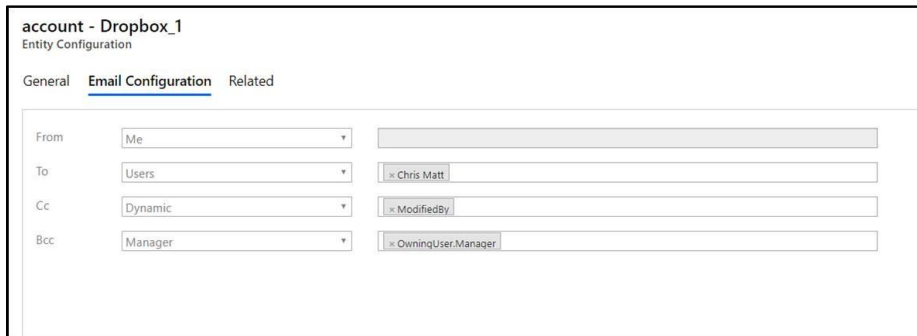 account - Dropbox_1
Entity Configuration
General Email Configuration Related
From Me
To Users × Chris Matt
Cc Dynamic × ModifiedBy
Bcc Manager × OwningUser.Manager